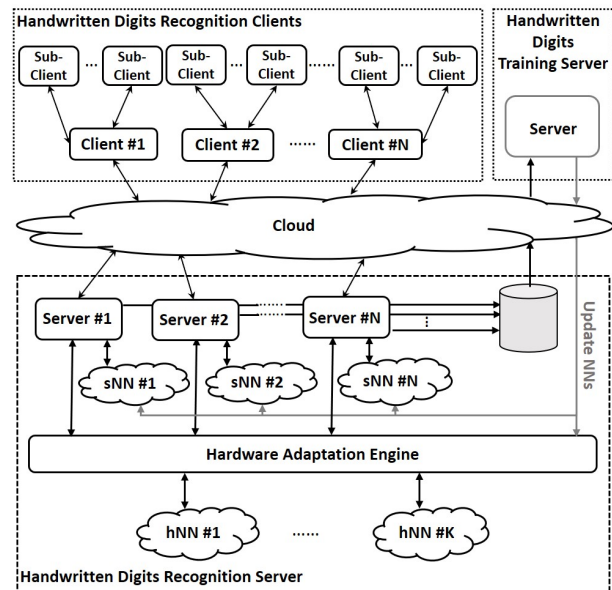 Handwritten Digits Recognition Clients
Handwritten
Digits
Training Server
Sub-
Client
...
Sub-
Client
Sub-
Client
...
Sub-
Client
......
Sub-
Client
...
Sub-
Client
Client #1
Client #2
......
Client #N
Server
Cloud
Server #1
Server #2
Server #N
Update NNs
sNN #1
sNN #2
sNN #N
Hardware Adaptation Engine
hNN #1
......
hNN #K
Handwritten Digits Recognition Server